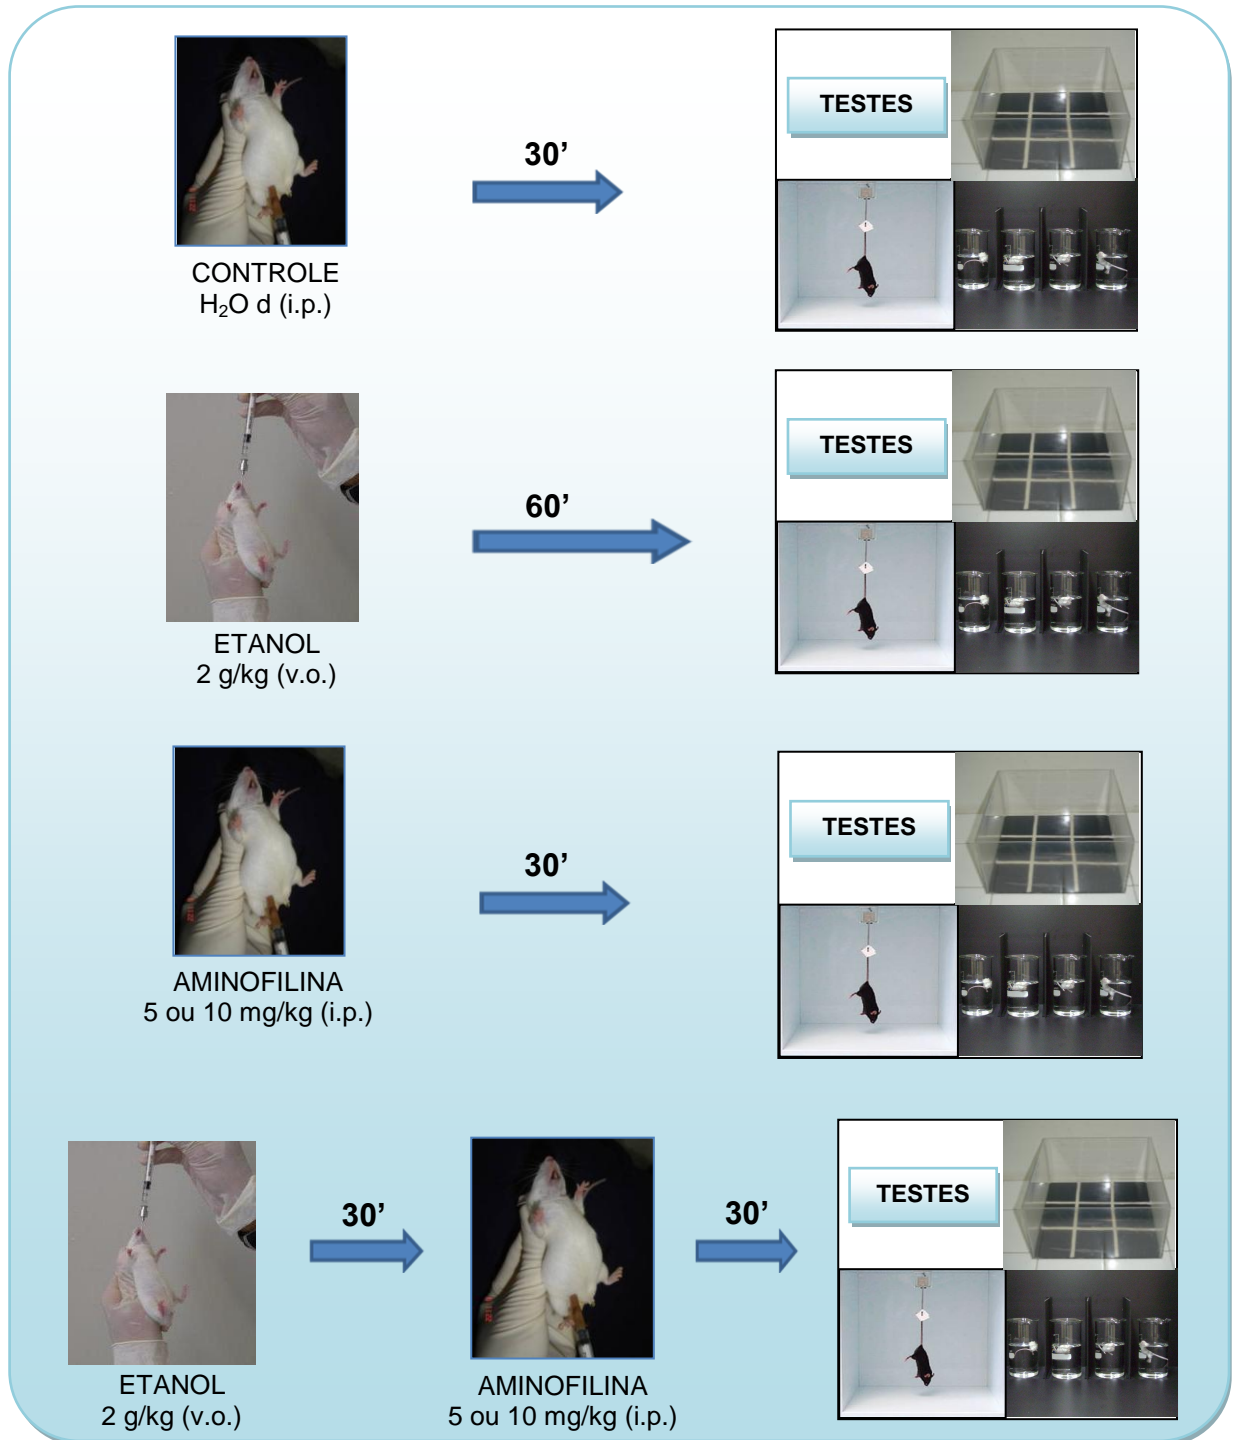 30’
TESTES
CONTROLE
H₂O d (i.p.)
60’
TESTES
ETANOL
2 g/kg (v.o.)
30’
TESTES
AMINOFILINA
5 ou 10 mg/kg (i.p.)
30’
30’
TESTES
ETANOL
2 g/kg (v.o.)
AMINOFILINA
5 ou 10 mg/kg (i.p.)